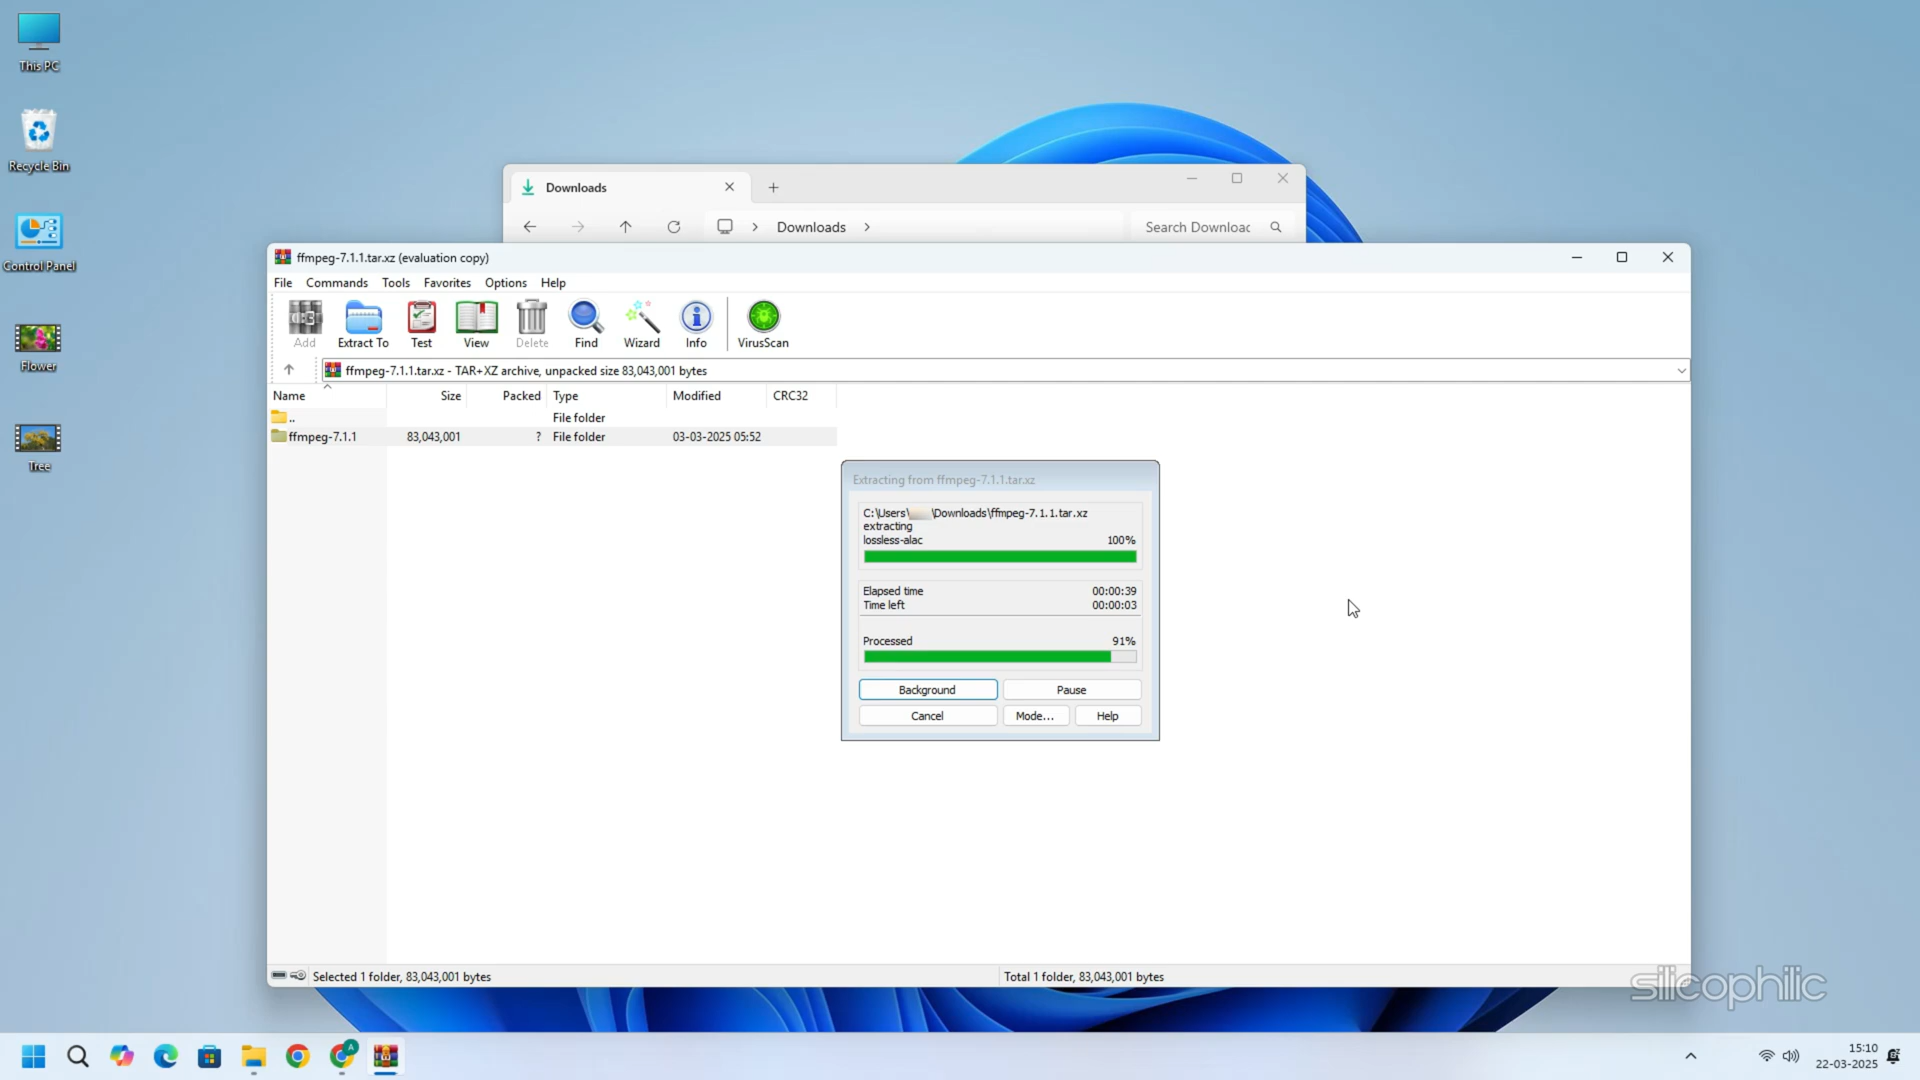 This PC
Recycle Bin
Control Panel
Flower
Tree
Downloads
Downloads
Search Downloac
ffmpeg-7.1.1.tar.xz (evaluation copy)
File Commands Tools Favorites Options Help
Add Extract To Test View Delete Find Wizard Info VirusScan
ffmpeg-7.1.1.tar.xz - TAR+XZ archive, unpacked size 83,043,001 bytes
Name Size Packed Type Modified CRC32
.. File folder
ffmpeg-7.1.1 83,043,001 ? File folder 03-03-2025 05:52
Extracting from ffmpeg-7.1.1.tar.xz
C:\Users\ \Downloads\ffmpeg-7.1.1.tar.xz
extracting
lossless-alac 100%
Elapsed time 00:00:39
Time left 00:00:03
Processed 91%
Background Pause
Cancel Mode... Help
Selected 1 folder, 83,043,001 bytes Total 1 folder, 83,043,001 bytes
silicophilic
A
15:10
22-03-2025